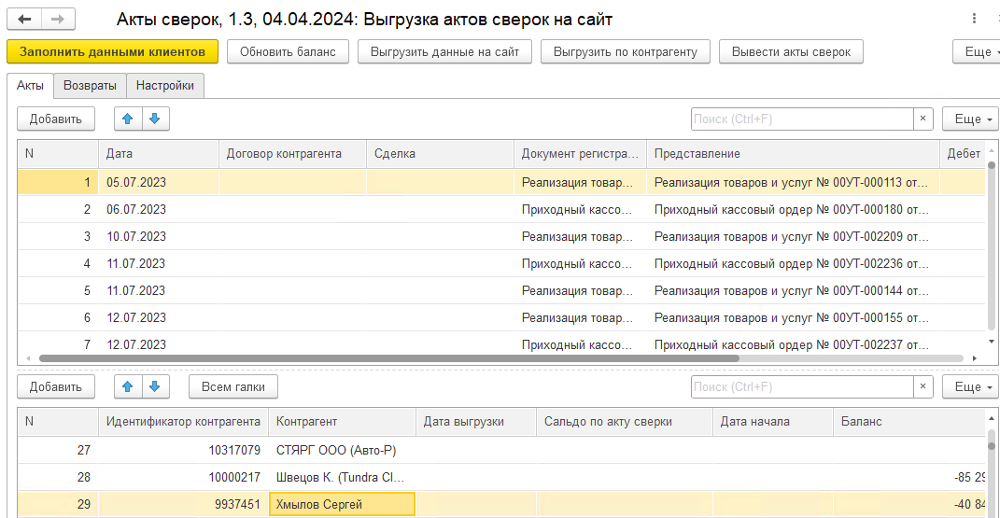 Акты сверок, 1.3, 04.04.2024: Выгрузка актов сверок на сайт
Заполнить данными клиентов Обновить баланс Выгрузить данные на сайт Выгрузить по контрагенту Вывести акты сверок Еще
Акты Возвраты Настройки
Добавить Поиск (Ctrl+F) × Еще
N Дата Договор контрагента Сделка Документ регистра... Представление Дебет
1 05.07.2023 Реализация товар... Реализация товаров и услуг № 00УТ-000113 от...
2 06.07.2023 Приходный кассо... Приходный кассовый ордер № 00УТ-000180 от...
3 10.07.2023 Реализация товар... Реализация товаров и услуг № 00УТ-002209 от...
4 11.07.2023 Приходный кассо... Приходный кассовый ордер № 00УТ-002236 от...
5 11.07.2023 Реализация товар... Реализация товаров и услуг № 00УТ-000144 от...
6 12.07.2023 Реализация товар... Реализация товаров и услуг № 00УТ-000155 от...
7 12.07.2023 Приходный кассо... Приходный кассовый ордер № 00УТ-002237 от...
Добавить Всем галки Поиск (Ctrl+F) × Еще
N Идентификатор контрагента Контрагент Дата выгрузки Сальдо по акту сверки Дата начала Баланс
27 10317079 СТЯРГ ООО (Авто-Р)
28 10000217 Швецов К. (Tundra Cl... -85 29
29 9937451 Хмылов Сергей -40 84